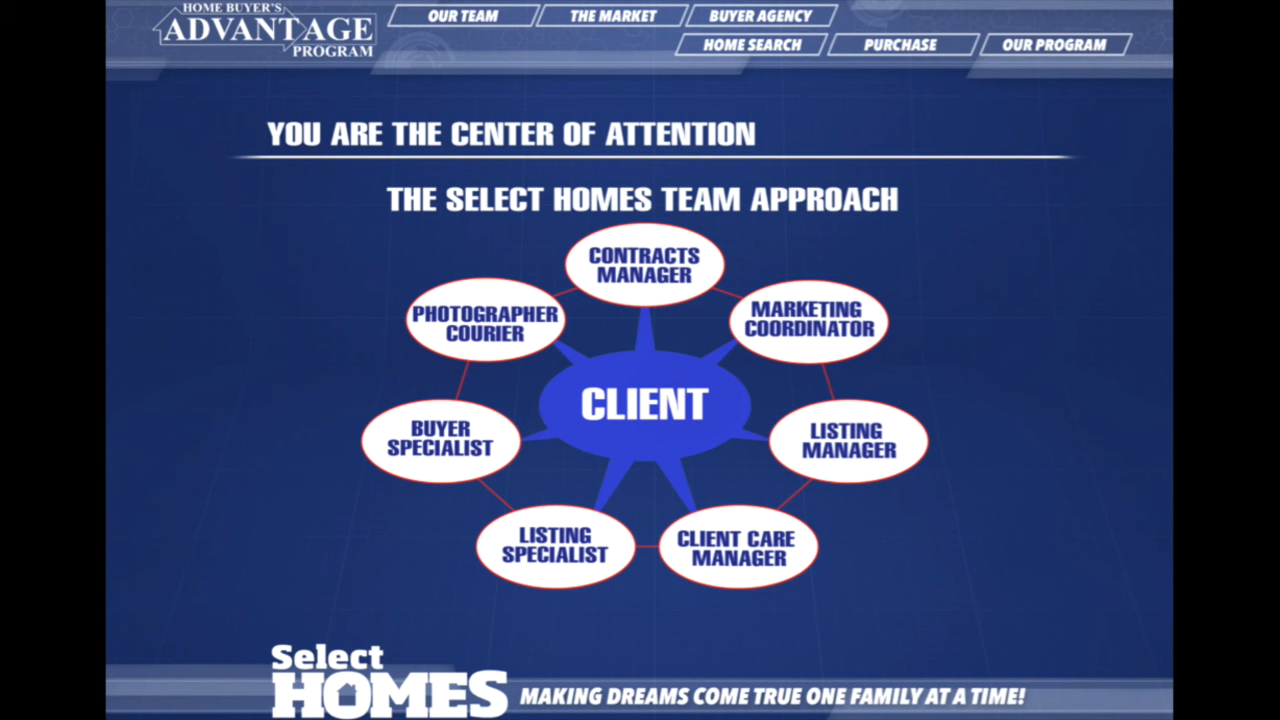 HOME BUYER'S
ADVANTAGE
PROGRAM
OUR TEAM
THE MARKET
BUYER AGENCY
HOME SEARCH
PURCHASE
OUR PROGRAM
YOU ARE THE CENTER OF ATTENTION
THE SELECT HOMES TEAM APPROACH
CONTRACTS
MANAGER
PHOTOGRAPHER
COURIER
MARKETING
COORDINATOR
CLIENT
BUYER
SPECIALIST
LISTING
MANAGER
LISTING
SPECIALIST
CLIENT CARE
MANAGER
Select
HOMES
MAKING DREAMS COME TRUE ONE FAMILY AT A TIME!